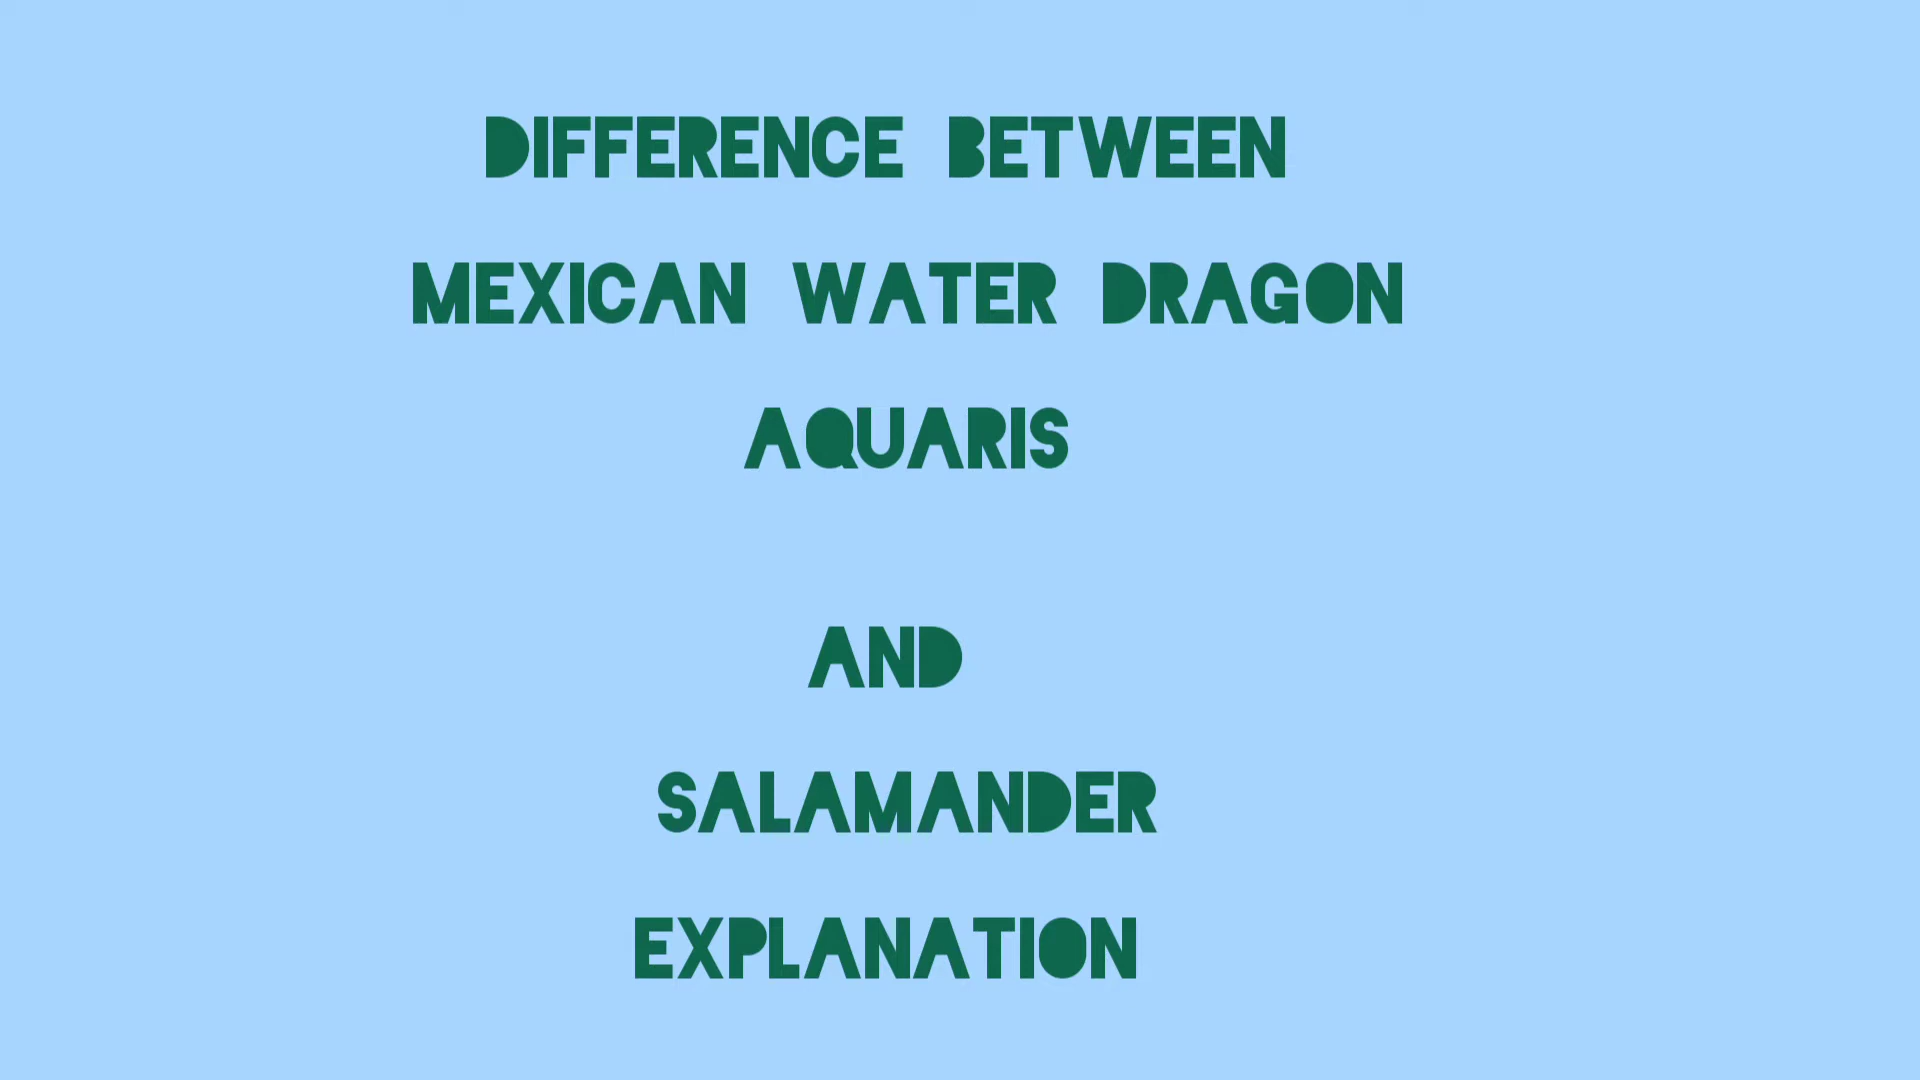 DIFFERENCE BETWEEN
MEXICAN WATER DRAGON
AQUARIS
AND
SALAMANDER
EXPLANATION